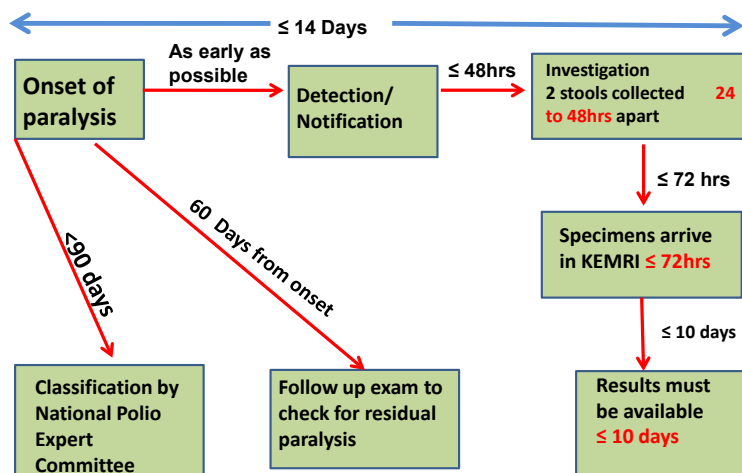 ≤ 14 Days
As early as
possible
≤ 48hrs
Onset of
paralysis
Detection/
Notification
Investigation
2 stools collected 24
to 48hrs apart
≤ 72 hrs
<90 days
60 Days from onset
Specimens arrive
in KEMRI ≤ 72hrs
≤ 10 days
Classification by
National Polio
Expert
Committee
Follow up exam to
check for residual
paralysis
Results must
be available
≤ 10 days